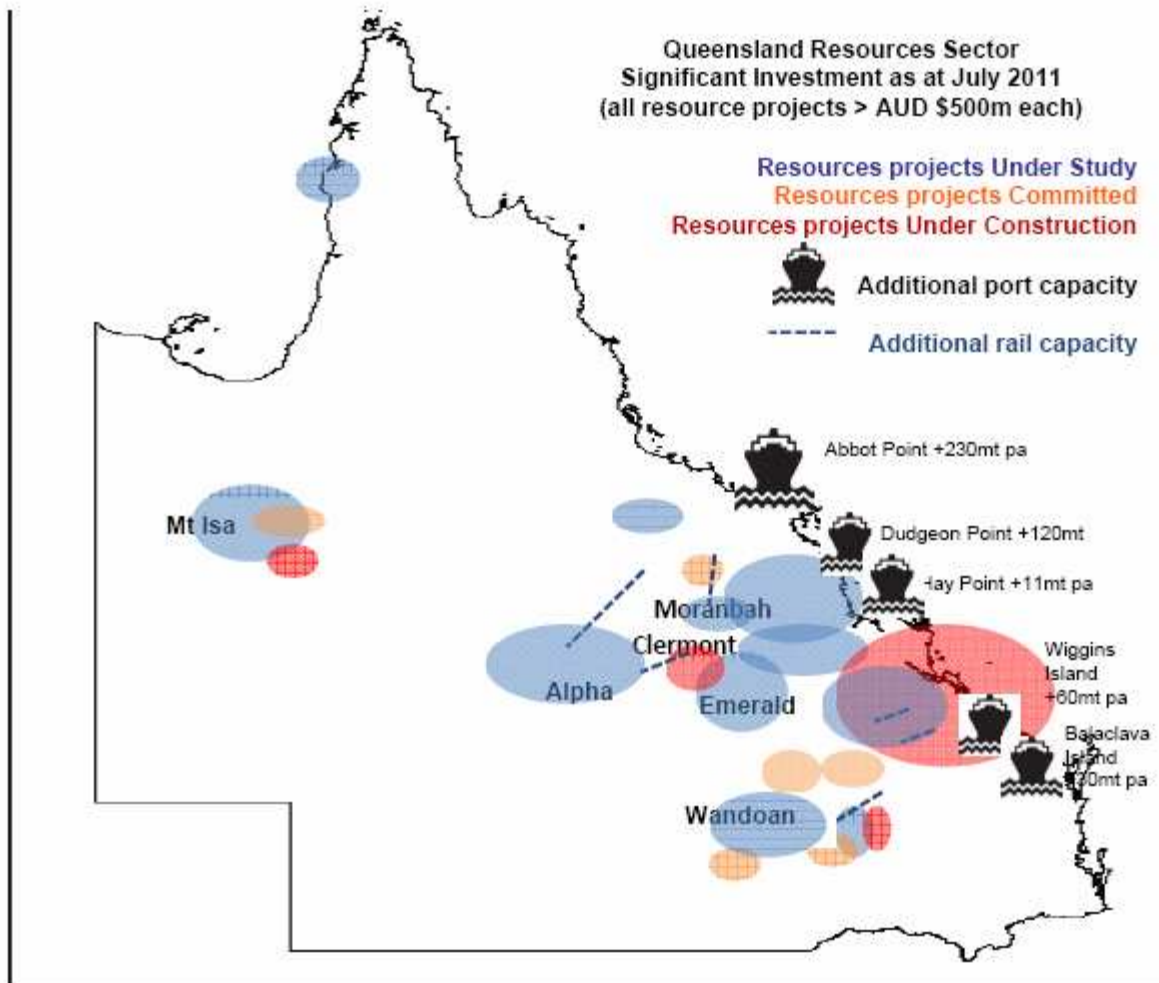 Queensland Resources Sector
Significant Investment as at July 2011
(all resource projects > AUD $500m each)
Resources projects Under Study
Resources projects Committed
Resources projects Under Construction
Additional port capacity
Additional rail capacity
Abbot Point +230mt pa
Dudgeon Point +120mt
Hay Point +11mt pa
Mt Isa
Moranbah
Clermont
Alpha
Emerald
Wiggins
Island
+60mt pa
Balaclava
Island
+30mt pa
Wandoan